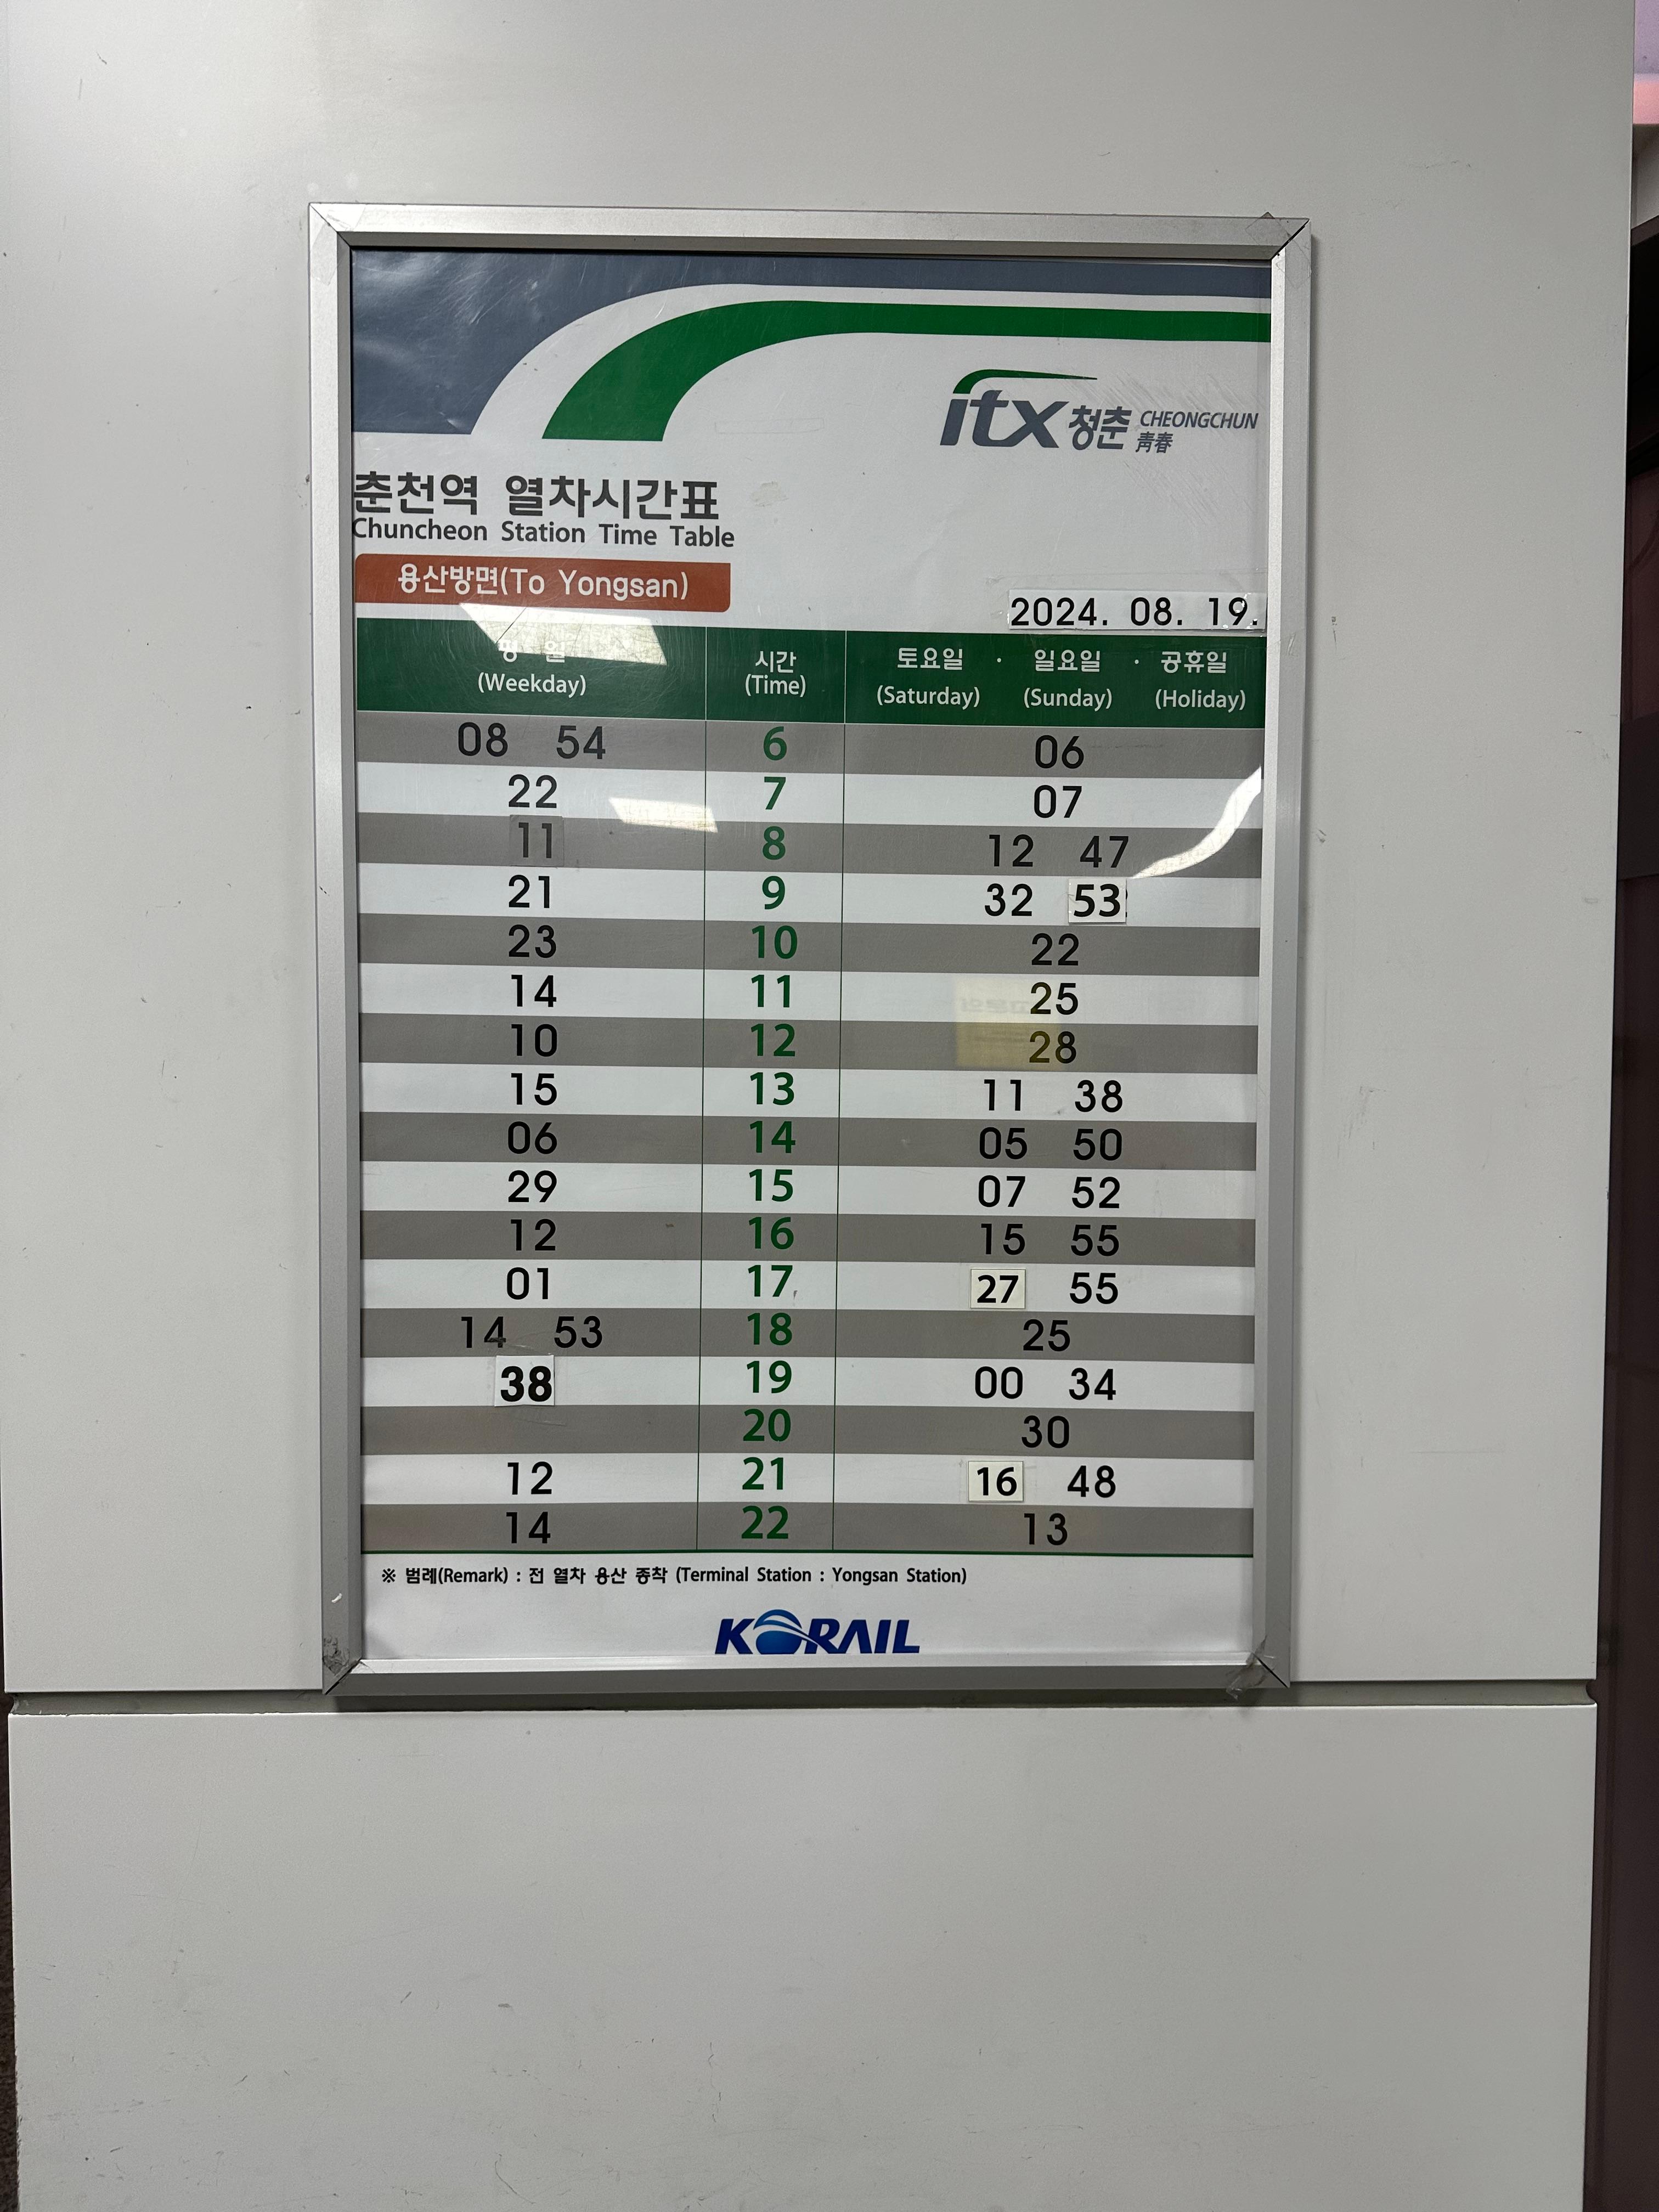 itx 청춘 CHEONGCHUN
靑春
춘천역 열차시간표
Chuncheon Station Time Table
용산방면(To Yongsan)
2024. 08. 19.
평 일 시간 토요일 · 일요일 · 공휴일
(Weekday) (Time) (Saturday) (Sunday) (Holiday)
08 54 6 06
22 7 07
11 8 12 47
21 9 32 53
23 10 22
14 11 25
10 12 28
15 13 11 38
06 14 05 50
29 15 07 52
12 16 15 55
01 17 27 55
14 53 18 25
38 19 00 34
20 30
12 21 16 48
14 22 13
※ 범례(Remark) : 전 열차 용산 종착 (Terminal Station : Yongsan Station)
KORAIL